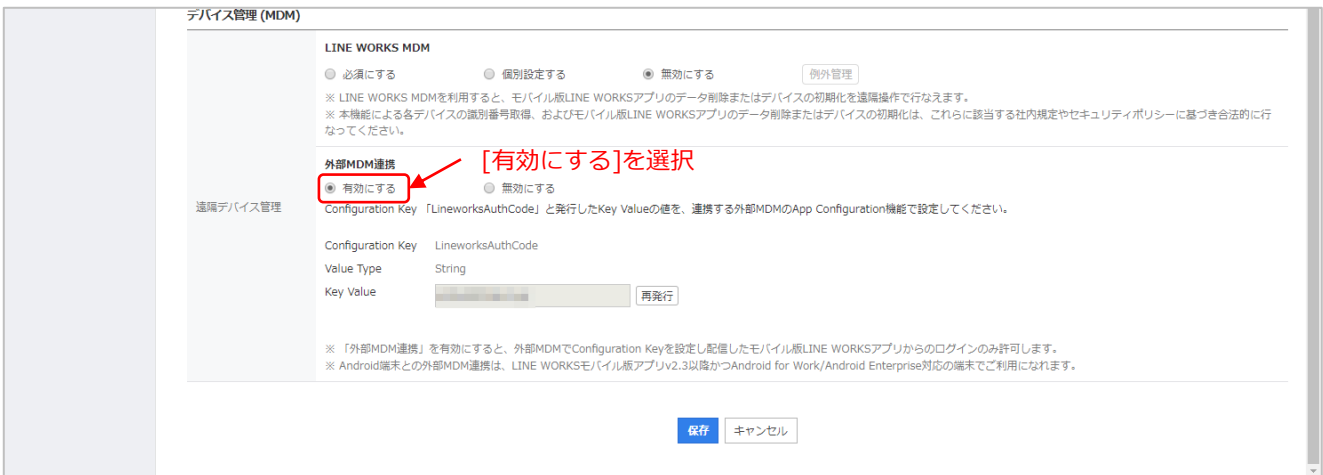 デバイス管理 (MDM)
LINE WORKS MDM
必須にする 個別設定する 無効にする 例外管理
※ LINE WORKS MDMを利用すると、モバイル版LINE WORKSアプリのデータ削除またはデバイスの初期化を遠隔操作で行なえます。
※ 本機能による各デバイスの識別番号取得、およびモバイル版LINE WORKSアプリのデータ削除またはデバイスの初期化は、これらに該当する社内規定やセキュリティポリシーに基づき合法的に行
なってください。
外部MDM連携
[有効にする]を選択
有効にする 無効にする
遠隔デバイス管理
Configuration Key 「LineworksAuthCode」と発行したKey Valueの値を、連携する外部MDMのApp Configuration機能で設定してください。
Configuration Key LineworksAuthCode
Value Type String
Key Value 再発行
※ 「外部MDM連携」を有効にすると、外部MDMでConfiguration Keyを設定し配信したモバイル版LINE WORKSアプリからのログインのみ許可します。
※ Android端末との外部MDM連携は、LINE WORKSモバイル版アプリv2.3以降かつAndroid for Work/Android Enterprise対応の端末でご利用になれます。
保存 キャンセル